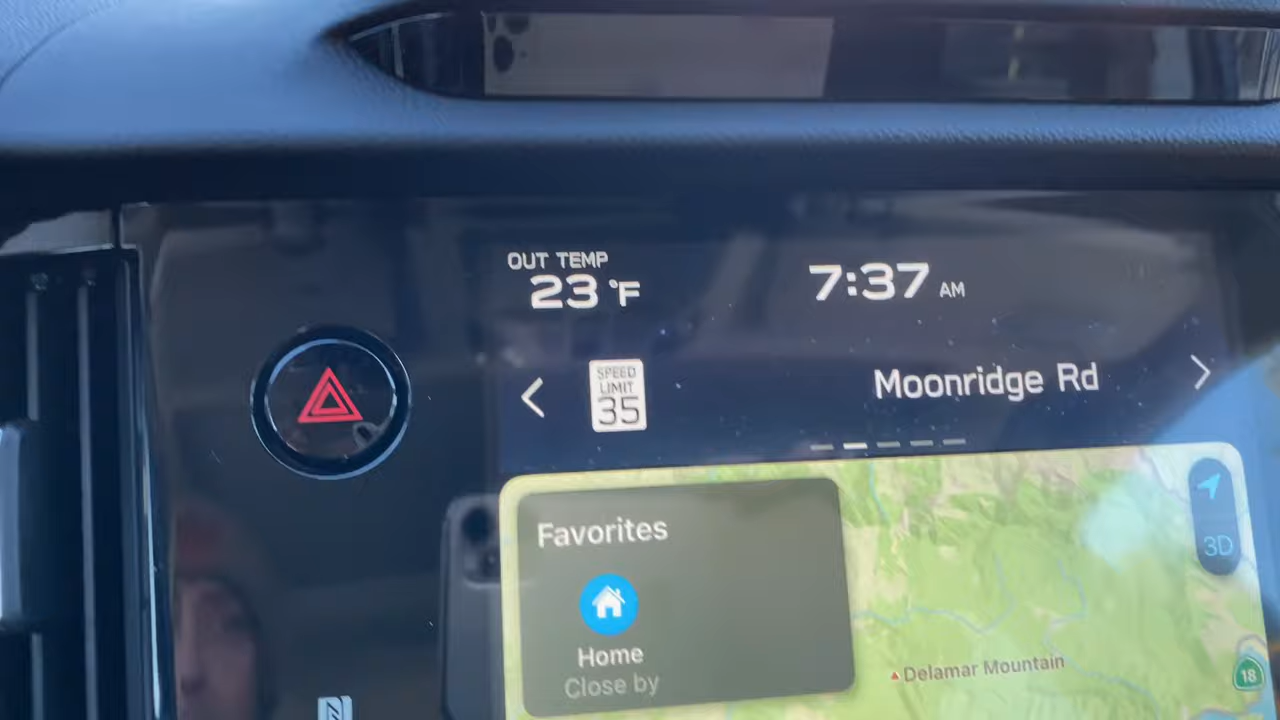 OUT TEMP
23 °F
7:37 AM
SPEED
LIMIT
35
Moonridge Rd
Favorites
3D
Home
Close by
Delamar Mountain
18